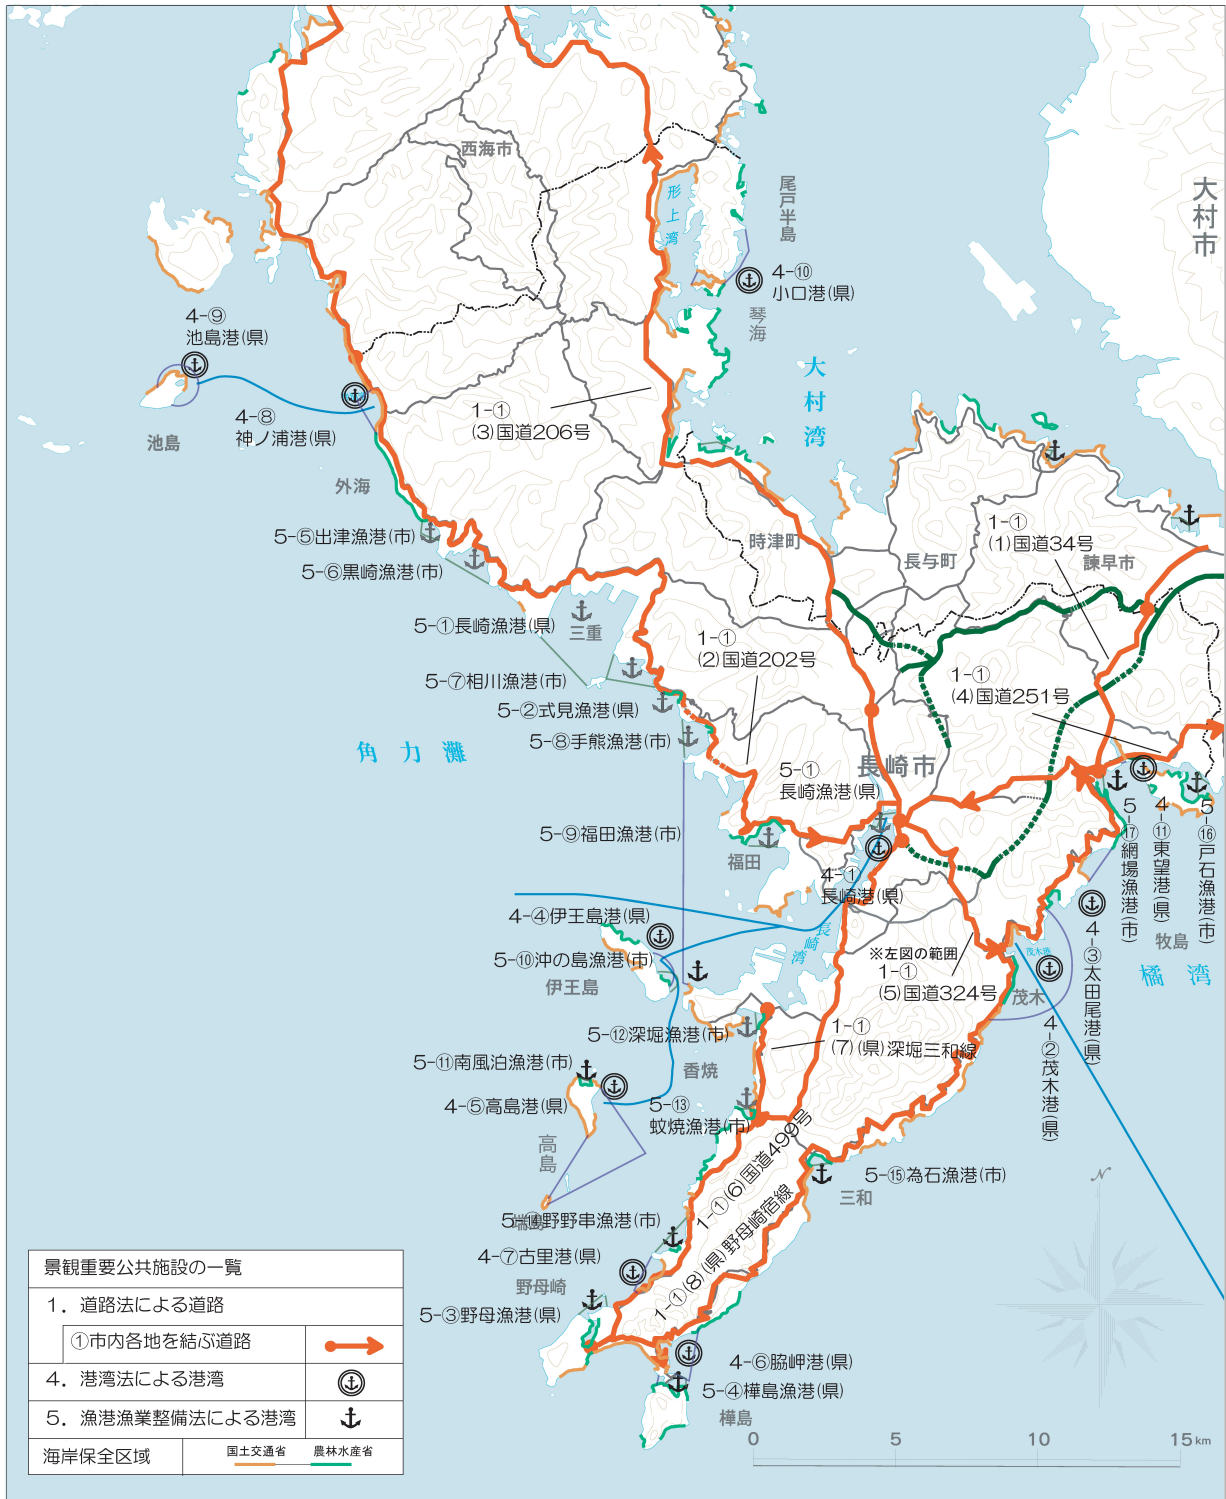 西海市
形上湾
尾戸半島
大村市
4-⑩
小口港(県)
琴海
4-⑨
池島港(県)
4-⑧
神ノ浦港(県)
池島
外海
1-①
(3)国道206号
大村湾
5-⑤出津漁港(市)
5-⑥黒崎漁港(市)
時津町
長与町
1-①
(1)国道34号
諫早市
5-①長崎漁港(県)
三重
1-①
(2)国道202号
1-①
(4)国道251号
5-⑦相川漁港(市)
5-②式見漁港(県)
5-⑧手熊漁港(市)
角力灘
5-①
長崎漁港(県)
長崎市
5-⑨福田漁港(市)
福田
4-①
長崎港(県)
長崎湾
5-⑰網場漁港(市)
4-⑪東望港(県)
5-⑯戸石漁港(市)
牧島
4-③太田尾港(県)
橘湾
4-④伊王島港(県)
5-⑩沖の島漁港(市)
伊王島
※左図の範囲
1-①
(5)国道324号
茂木港
茂木
4-②茂木港(県)
5-⑫深堀漁港(市)
香焼
1-①
(7)(県)深堀三和線
5-⑪南風泊漁港(市)
4-⑤高島港(県)
高島
5-⑬
蚊焼漁港(市)
1-①(6)国道499号
1-①(8)(県)野母崎宿線
5-⑮為石漁港(市)
三和
端島
野野串漁港(市)
4-⑦古里港(県)
野母崎
5-③野母漁港(県)
4-⑥脇岬港(県)
5-④樺島漁港(県)
樺島
N
0 5 10 15 km
景観重要公共施設の一覧
1. 道路法による道路
①市内各地を結ぶ道路
4. 港湾法による港湾
5. 漁港漁業整備法による港湾
海岸保全区域 国土交通省 農林水産省